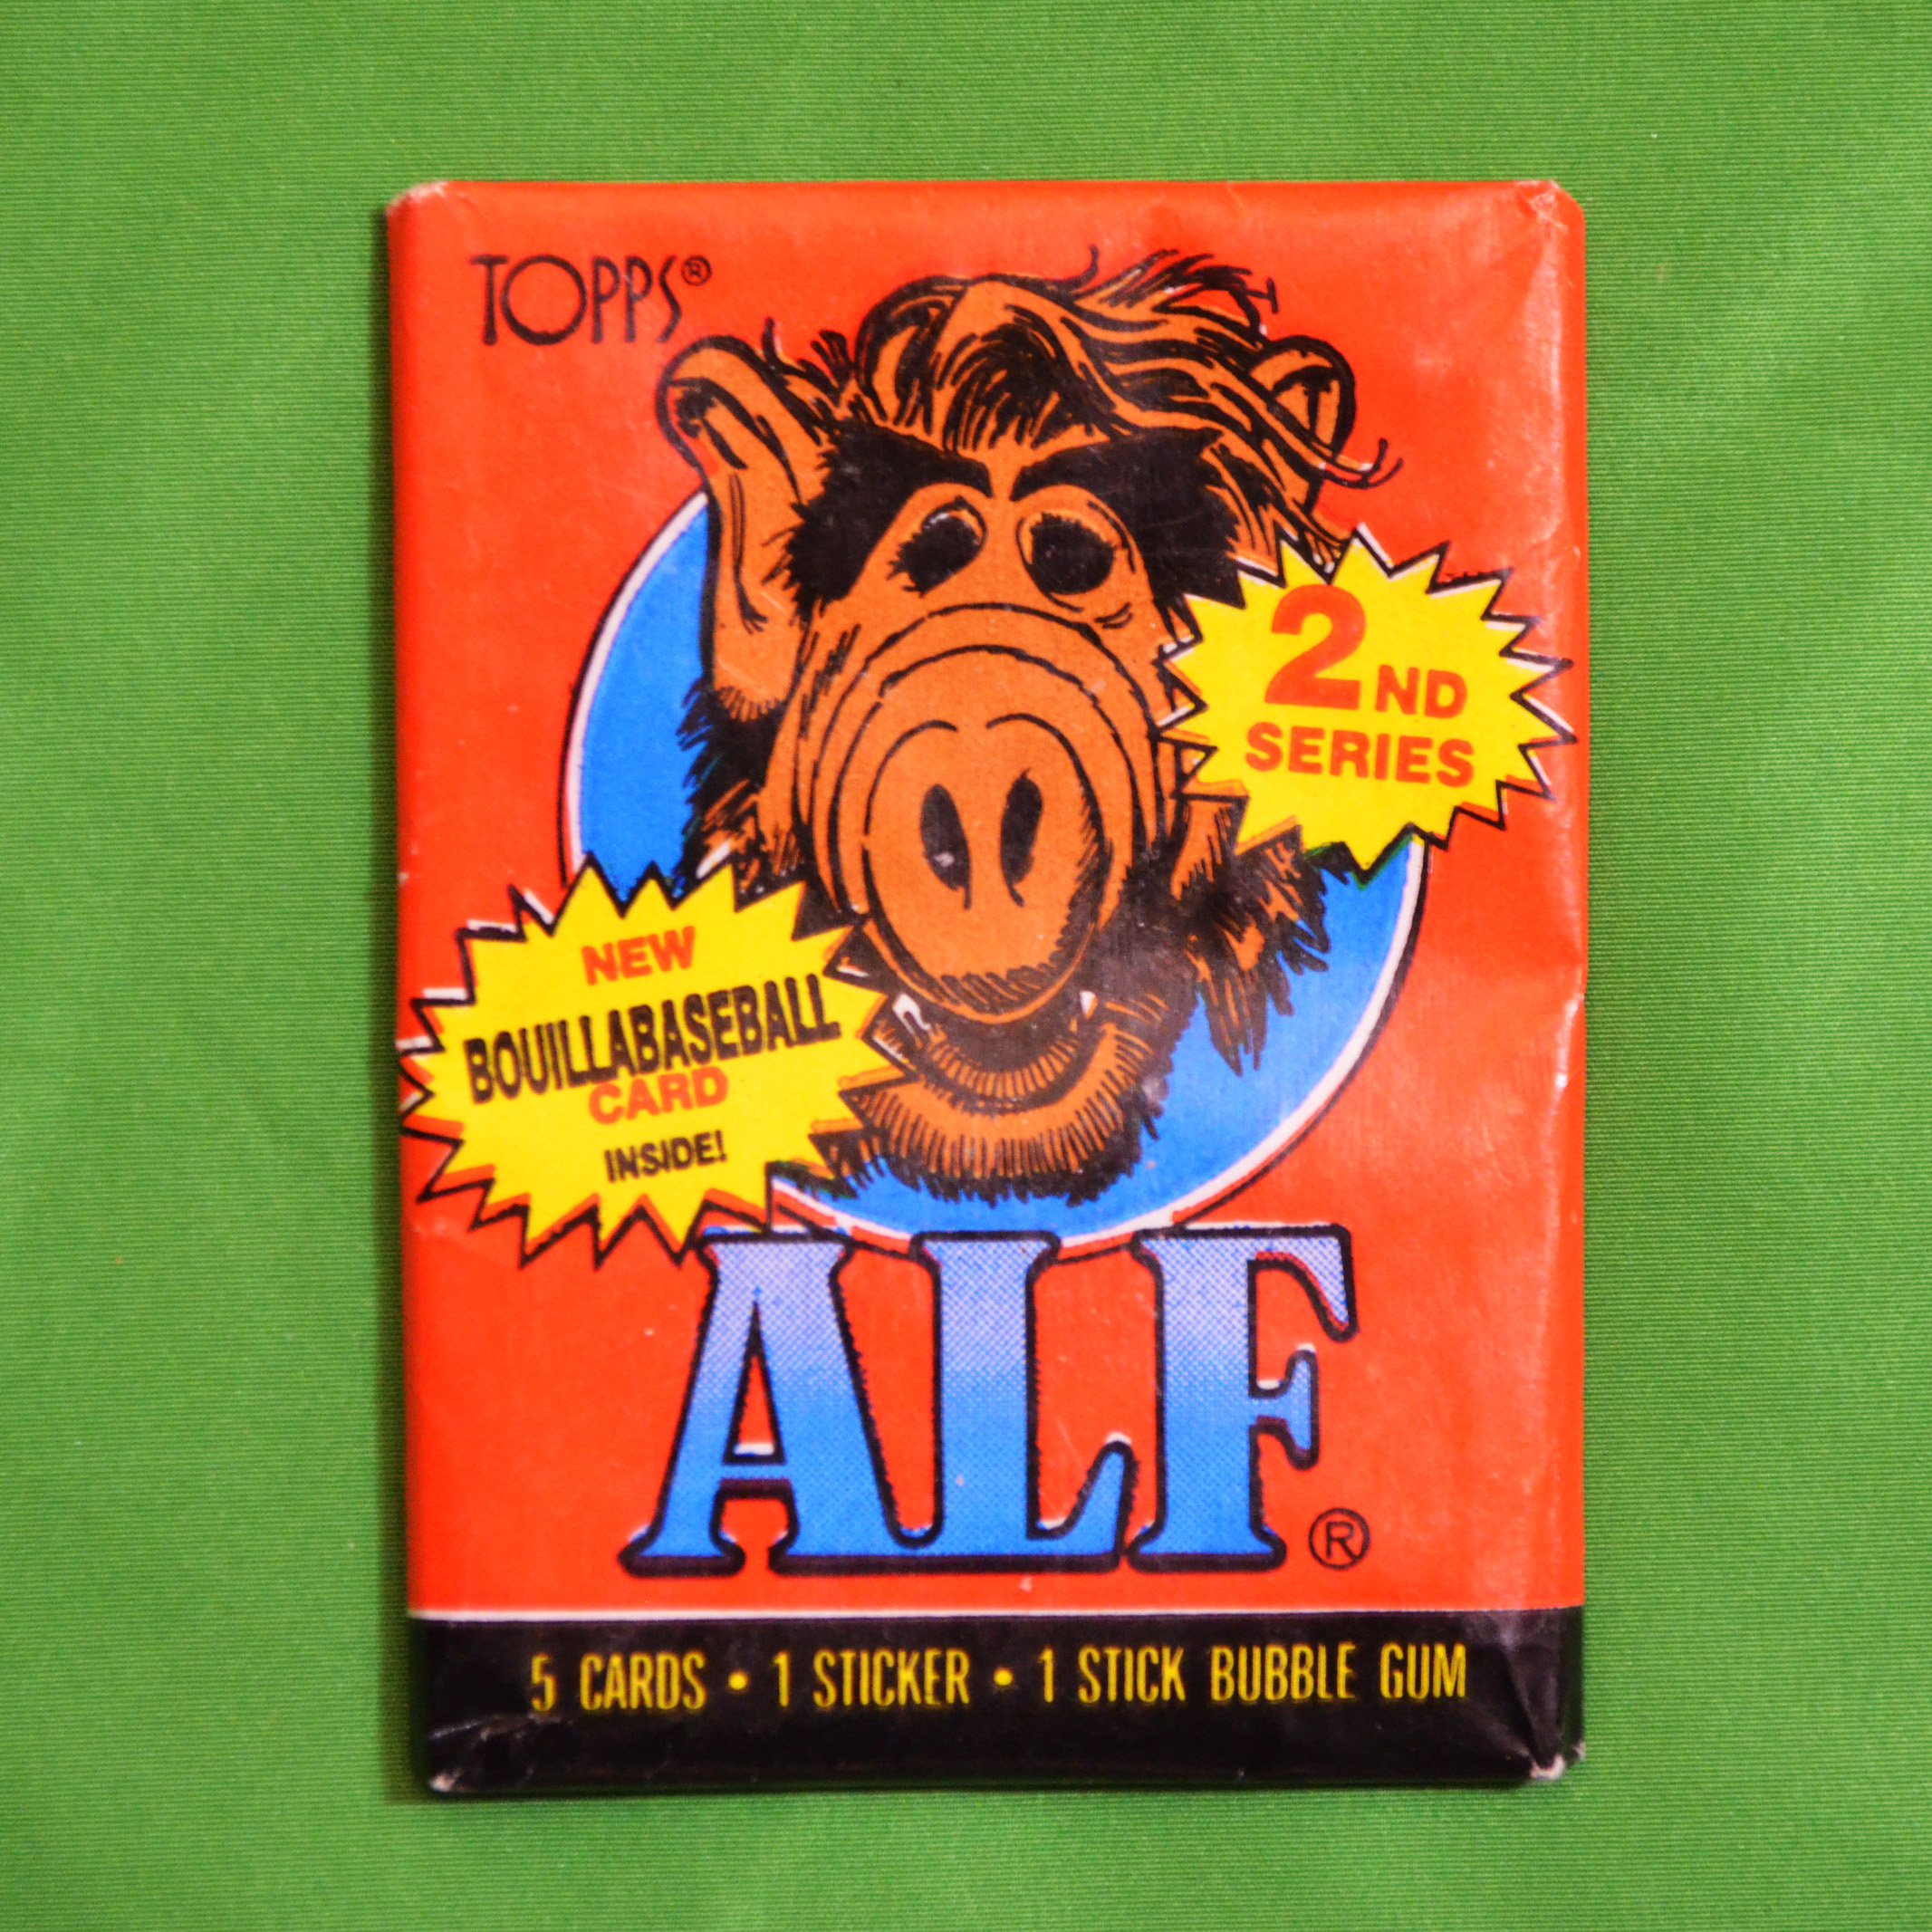 TOPPS®
2ND
SERIES
NEW
BOUILLABASEBALL
CARD
INSIDE!
ALF®
5 CARDS • 1 STICKER • 1 STICK BUBBLE GUM